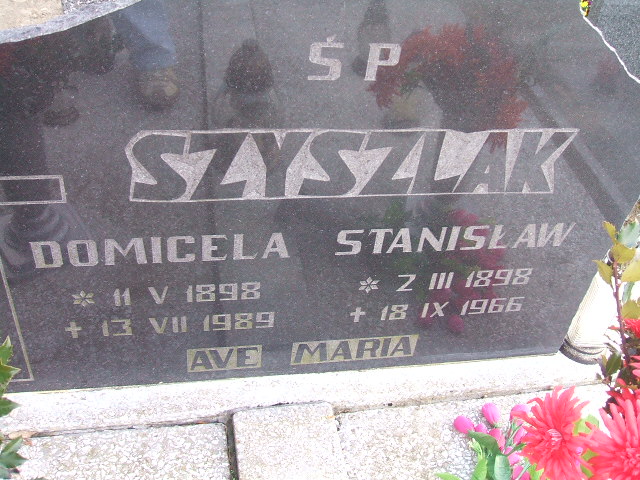 ŚP
SZYSZLAK
DOMICELA STANISŁAW
* 11 V 1898 * 2 III 1898
+ 13 VII 1989 + 18 IX 1966
AVE MARIA